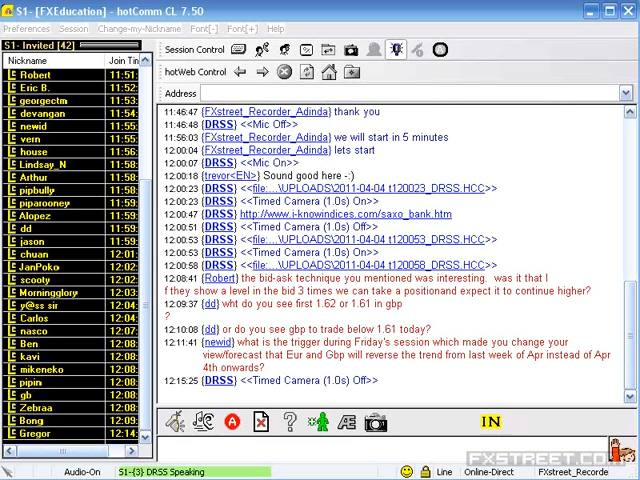 S1- [FXEducation] - hotComm CL 7.50
Preferences Session Change-my-Nickname Font[-] Font[+] Help
S1- Invited [42]
Nickname Join Tin
Robert 11:51:
Eric B. 11:52:
georgectm 11:53:
devangan 11:54:
newid 11:55:
vern 11:55:
house 11:56:
Lindsay_N 11:56:
Arthur 11:57:
pipbully 11:57:
piparooney 11:57:
Alopez 11:59:
dd 11:59:
jason 11:59:
chuan 12:01:
JanPoko 12:02:
scooty 12:02:
Morningglory 12:03:
y@ss sir 12:04:
Carlos 12:04:
nasco 12:07:
Ben 12:07:
kavi 12:08:
mikeneko 12:08:
pipin 12:08:
gb 12:08:
Zebraa 12:08:
Bong 12:09:
Gregor 12:14:
Session Control
hotWeb Control
Address
11:46:47 {FXstreet_Recorder_Adinda} thank you
11:46:48 {DRSS} <<Mic Off>>
11:56:03 {FXstreet_Recorder_Adinda} we will start in 5 minutes
12:00:04 {FXstreet_Recorder_Adinda} lets start
12:00:07 {DRSS} <<Mic On>>
12:00:18 {trevor<EN>} Sound good here -:)
12:00:23 {DRSS} <<file:...\UPLOADS\2011-04-04 t120023_DRSS.HCC>>
12:00:23 {DRSS} <<Timed Camera (1.0s) On>>
12:00:47 {DRSS} http://www.i-knowindices.com/saxo_bank.htm
12:00:51 {DRSS} <<Timed Camera (1.0s) Off>>
12:00:53 {DRSS} <<file:...\UPLOADS\2011-04-04 t120053_DRSS.HCC>>
12:00:53 {DRSS} <<Timed Camera (1.0s) On>>
12:00:58 {DRSS} <<file:...\UPLOADS\2011-04-04 t120058_DRSS.HCC>>
12:08:41 {Robert} the bid-ask technique you mentioned was interesting. was it that I
f they show a level in the bid 3 times we can take a positionand expect it to continue higher?
12:09:37 {dd} wht do you see first 1.62 or 1.61 in gbp
?
12:10:08 {dd} or do you see gbp to trade below 1.61 today?
12:11:41 {newid} what is the trigger during Friday's session which made you change your
view/forecast that Eur and Gbp will reverse the trend from last week of Apr instead of Apr
4th onwards?
12:15:25 {DRSS} <<Timed Camera (1.0s) Off>>
A ? Æ IN
FXSTREET.COM
Audio-On S1-{3} DRSS Speaking Line Online-Direct FXstreet_Recorder